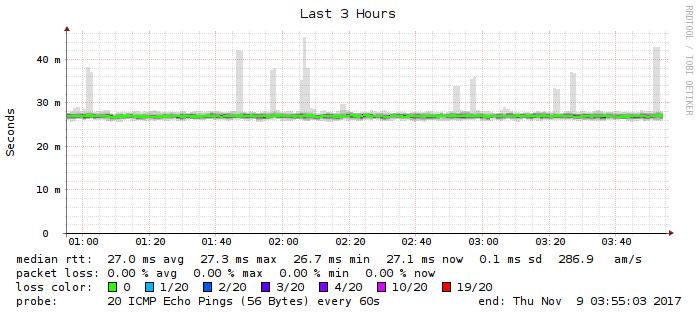 Last 3 Hours
RRDTOOL / TOBI OETIKER
Seconds
40 m
30 m
20 m
10 m
0
01:00 01:20 01:40 02:00 02:20 02:40 03:00 03:20 03:40
median rtt: 27.0 ms avg 27.3 ms max 26.7 ms min 27.1 ms now 0.1 ms sd 286.9 am/s
packet loss: 0.00 % avg 0.00 % max 0.00 % min 0.00 % now
loss color: 0 1/20 2/20 3/20 4/20 10/20 19/20
probe: 20 ICMP Echo Pings (56 Bytes) every 60s end: Thu Nov 9 03:55:03 2017